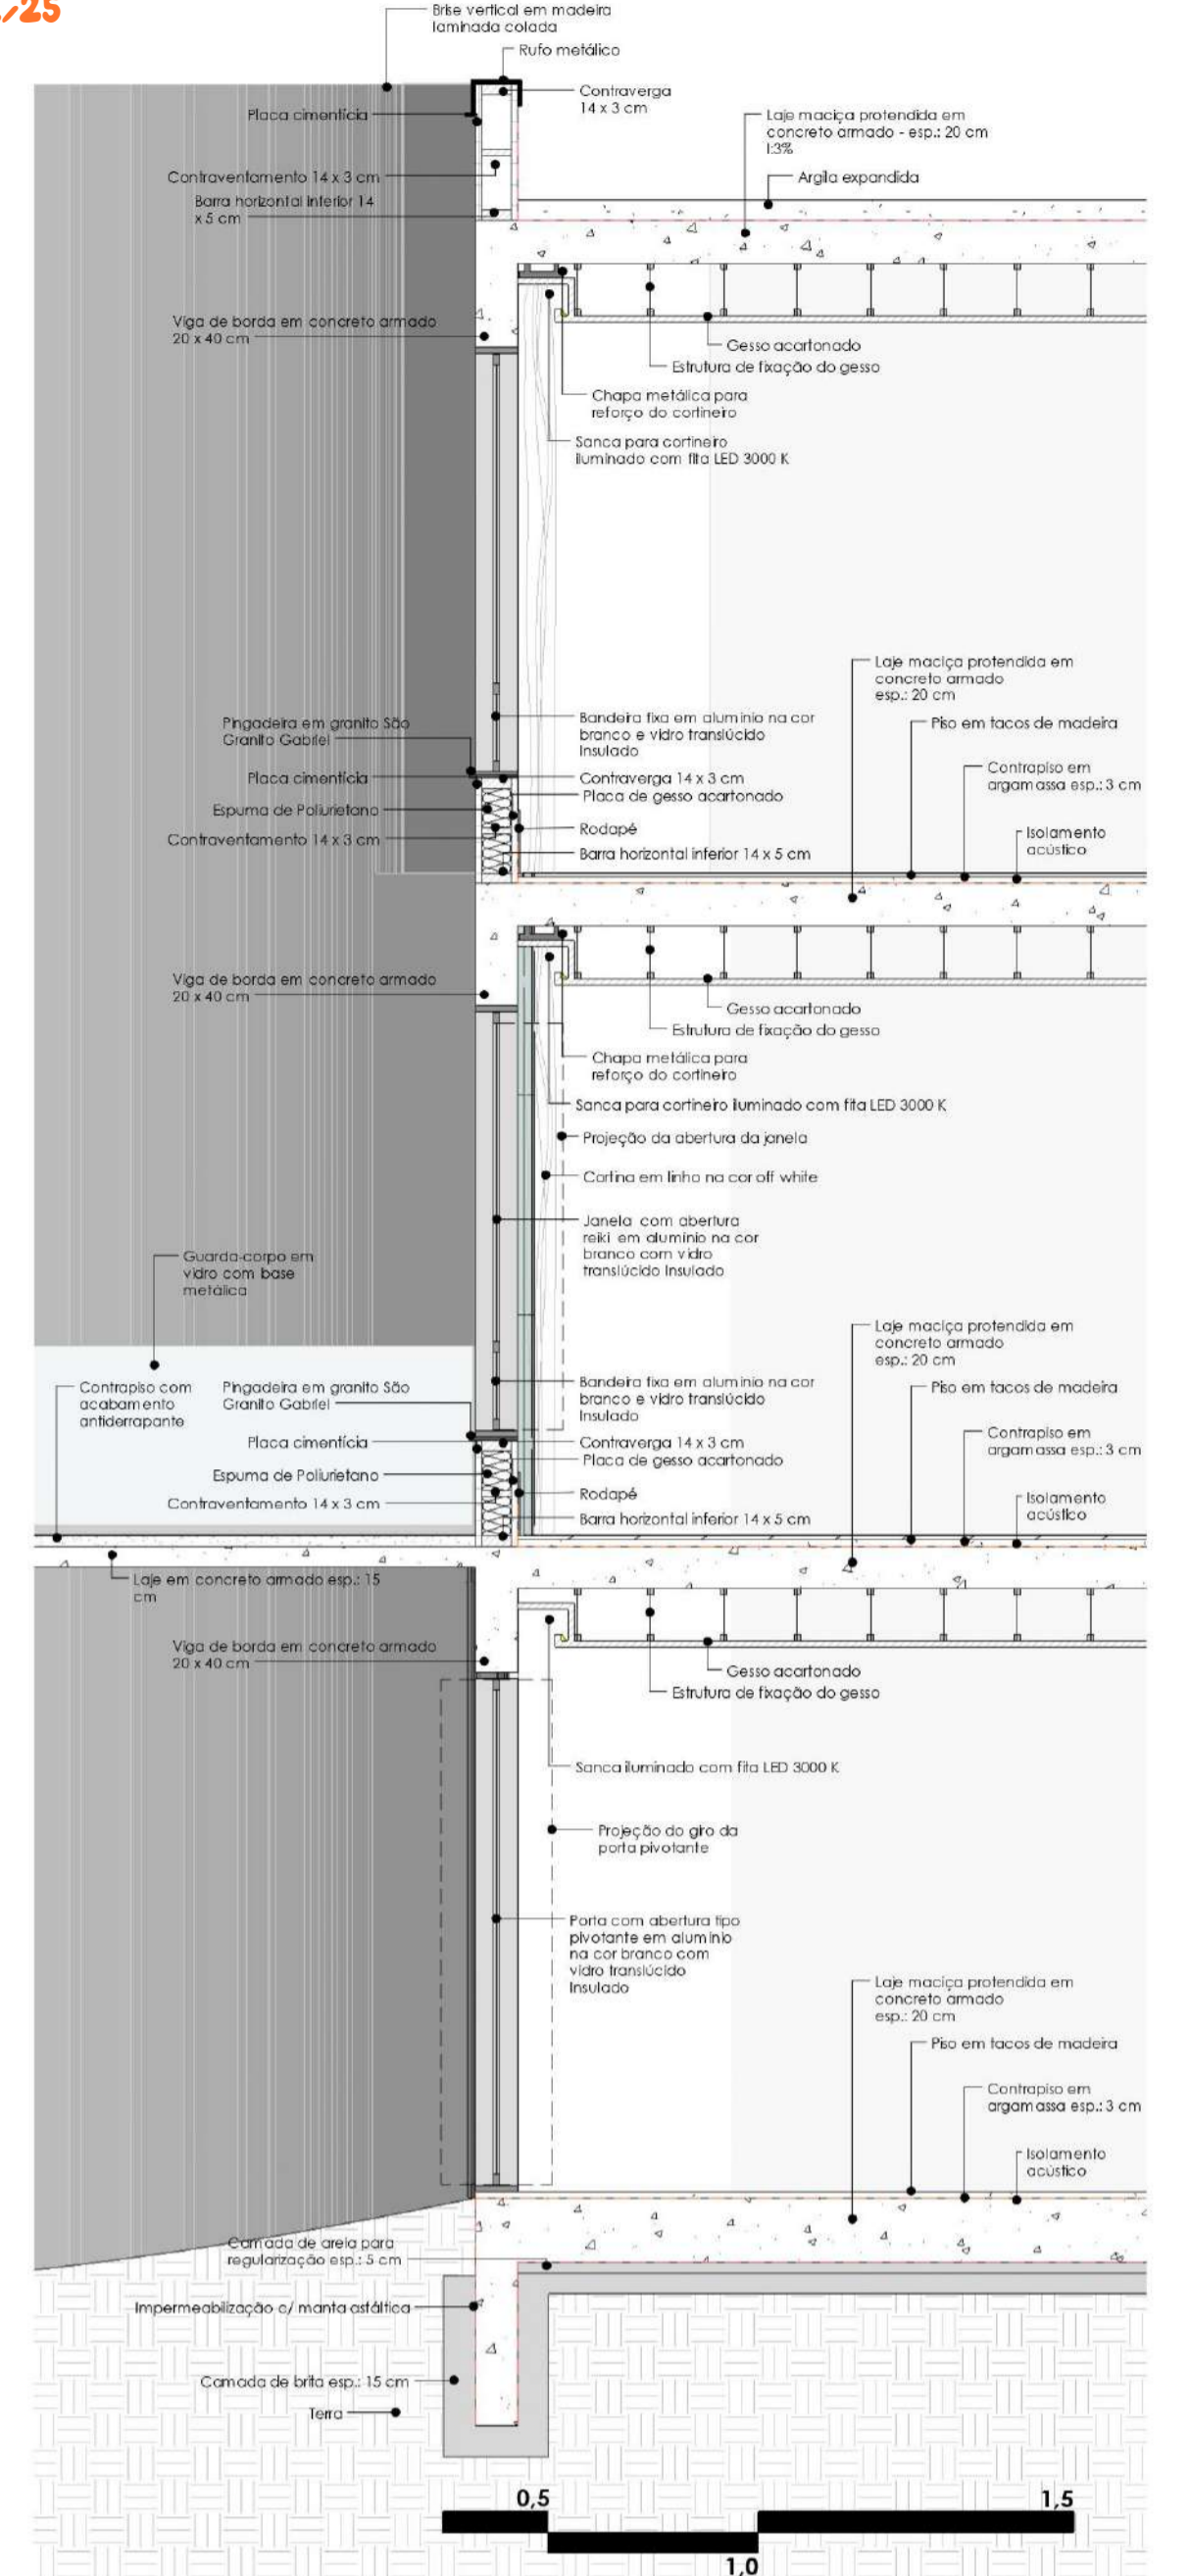 Brise vertical em madeira
laminada colada
Rufo metálico
Contraverga
14 x 3 cm
Placa cimentícia
Laje maciça protendida em
concreto armado - esp.: 20 cm
I:3%
Contraventamento 14 x 3 cm
Argila expandida
Barra horizontal inferior 14
x 5 cm
Viga de borda em concreto armado
20 x 40 cm
Gesso acartonado
Estrutura de fixação do gesso
Chapa metálica para
reforço do cortineiro
Sanca para cortineiro
iluminado com fita LED 3000 K
Laje maciça protendida em
concreto armado
esp.: 20 cm
Pingadeira em granito São
Granito Gabriel
Bandeira fixa em alumínio na cor
branco e vidro translúcido
Insulado
Piso em tacos de madeira
Contrapiso em
argamassa esp.: 3 cm
Placa cimentícia
Contraverga 14 x 3 cm
Placa de gesso acartonado
Espuma de Poliurietano
Rodapé
Isolamento
acústico
Contraventamento 14 x 3 cm
Barra horizontal inferior 14 x 5 cm
Viga de borda em concreto armado
20 x 40 cm
Gesso acartonado
Estrutura de fixação do gesso
Chapa metálica para
reforço do cortineiro
Sanca para cortineiro iluminado com fita LED 3000 K
Projeção da abertura da janela
Cortina em linho na cor off white
Janela com abertura
reiki em alumínio na cor
branco com vidro
translúcido Insulado
Guarda-corpo em
vidro com base
metálica
Laje maciça protendida em
concreto armado
esp.: 20 cm
Contrapiso com
acabamento
antiderrapante
Pingadeira em granito São
Granito Gabriel
Bandeira fixa em alumínio na cor
branco e vidro translúcido
Insulado
Piso em tacos de madeira
Contrapiso em
argamassa esp.: 3 cm
Placa cimentícia
Contraverga 14 x 3 cm
Placa de gesso acartonado
Espuma de Poliurietano
Rodapé
Isolamento
acústico
Contraventamento 14 x 3 cm
Barra horizontal inferior 14 x 5 cm
Laje em concreto armado esp.: 15
cm
Viga de borda em concreto armado
20 x 40 cm
Gesso acartonado
Estrutura de fixação do gesso
Sanca iluminado com fita LED 3000 K
Projeção do giro da
porta pivotante
Porta com abertura tipo
pivotante em alumínio
na cor branco com
vidro translúcido
Insulado
Laje maciça protendida em
concreto armado
esp.: 20 cm
Piso em tacos de madeira
Contrapiso em
argamassa esp.: 3 cm
Isolamento
acústico
Camada de areia para
regularização esp.: 5 cm
Impermeabilização c/ manta asfáltica
Camada de brita esp.: 15 cm
Terra
0,5
1,5
1,0